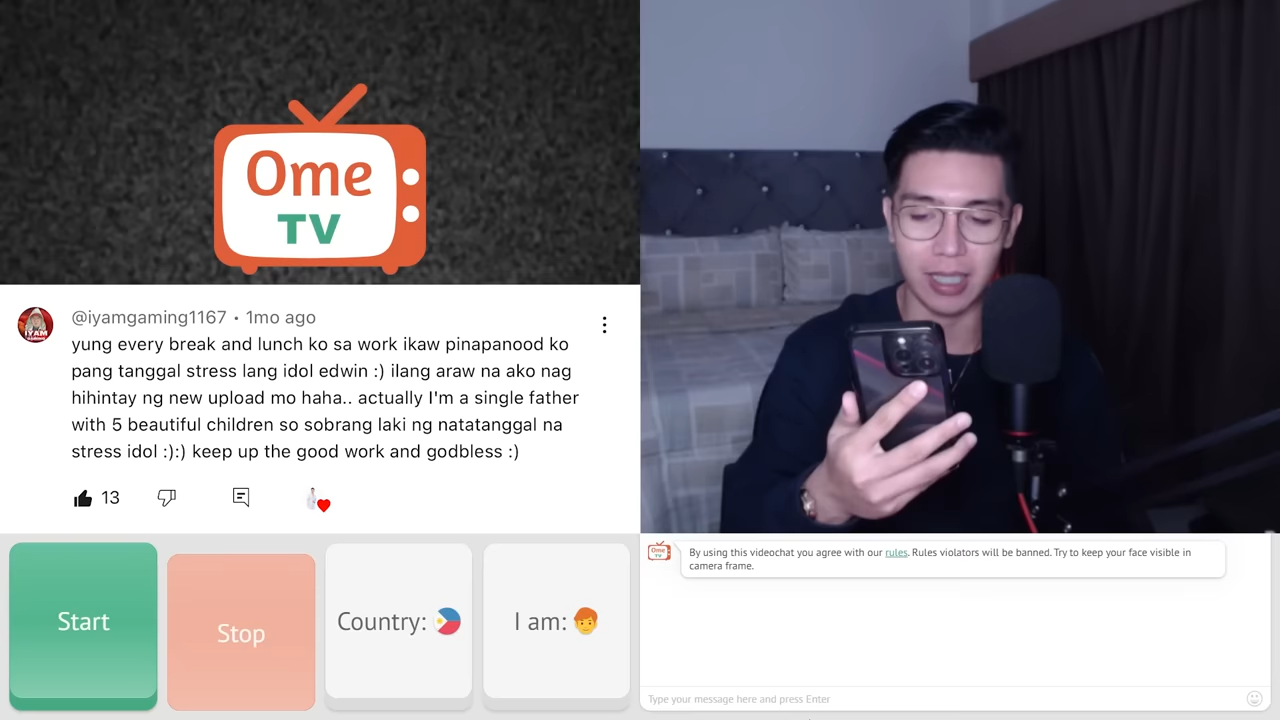 Ome
TV
@iyamgaming1167 • 1mo ago
yung every break and lunch ko sa work ikaw pinapanood ko
pang tanggal stress lang idol edwin :) ilang araw na ako nag
hihintay ng new upload mo haha.. actually I'm a single father
with 5 beautiful children so sobrang laki ng natatanggal na
stress idol :):) keep up the good work and godbless :)
13
Start
Stop
Country:
I am:
Ome
TV
By using this videochat you agree with our rules. Rules violators will be banned. Try to keep your face visible in
camera frame.
Type your message here and press Enter